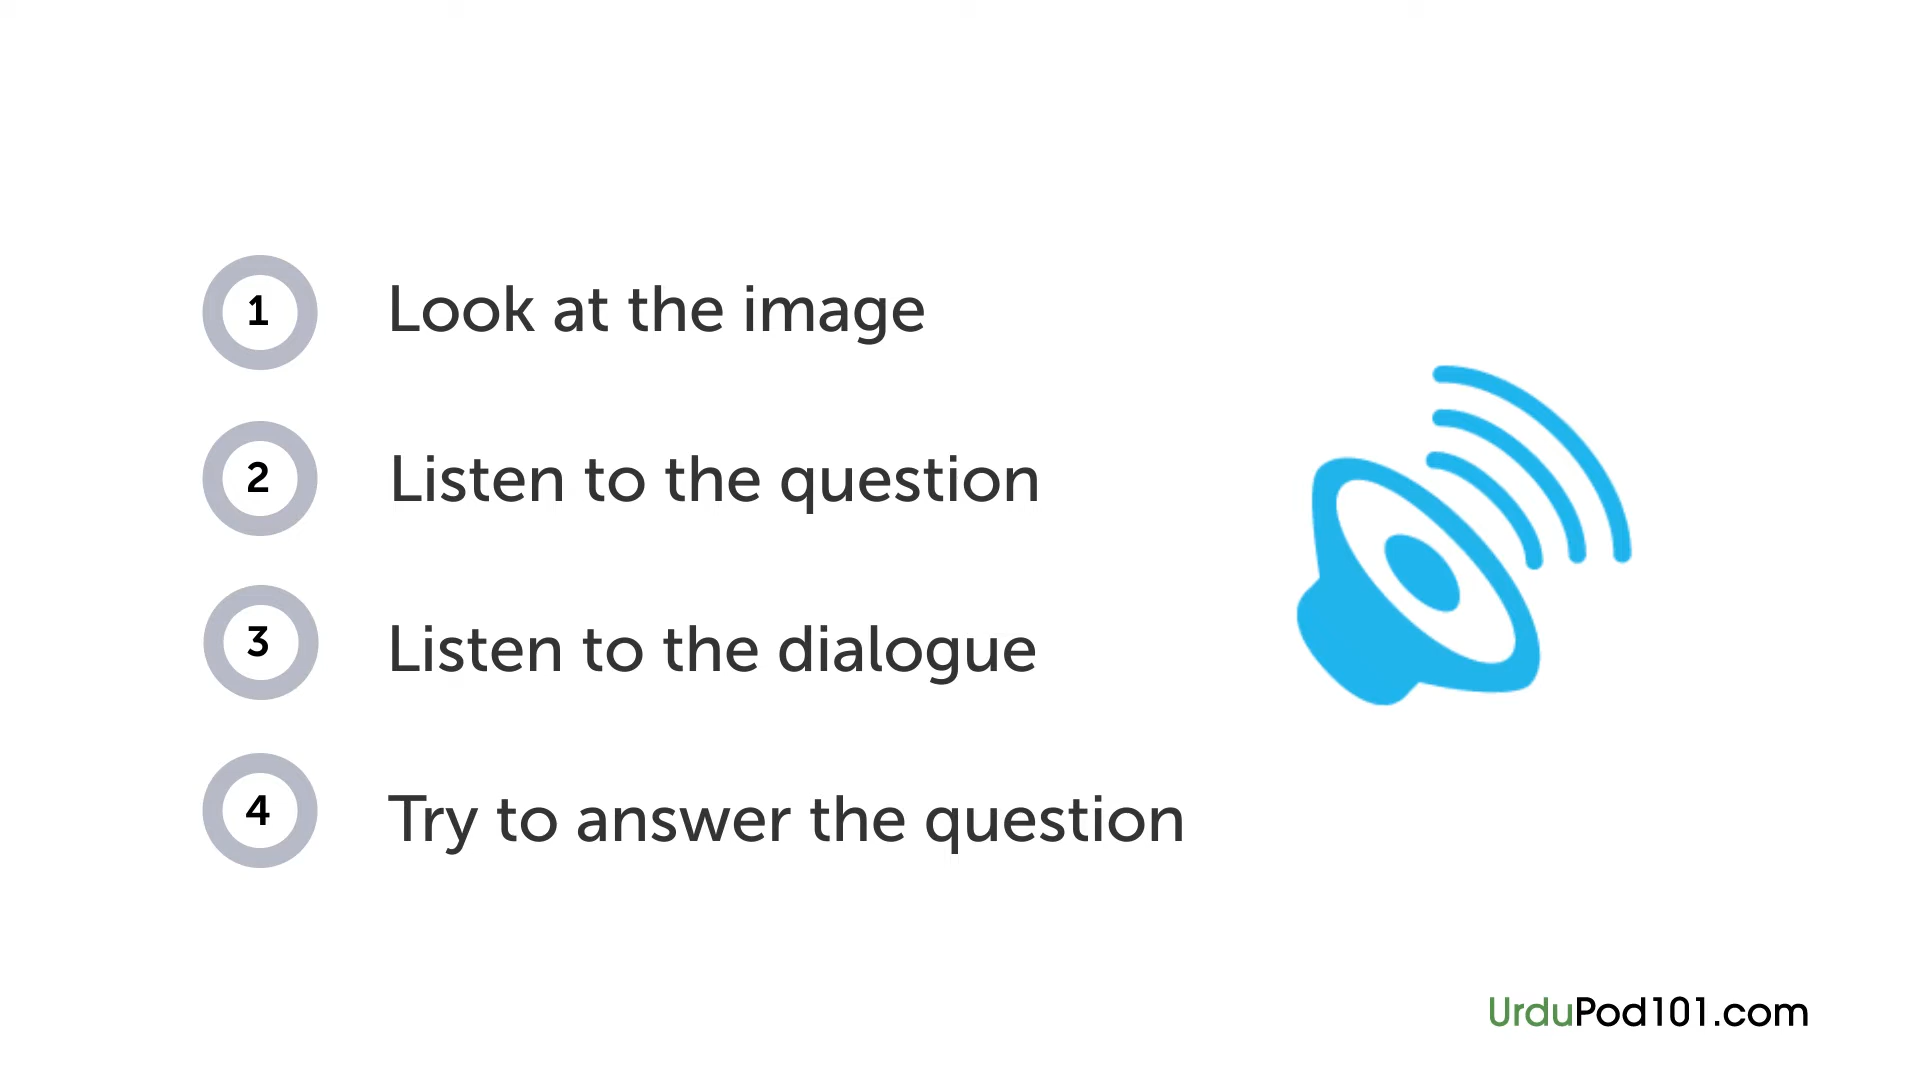 1 Look at the image
2 Listen to the question
3 Listen to the dialogue
4 Try to answer the question
UrduPod101.com